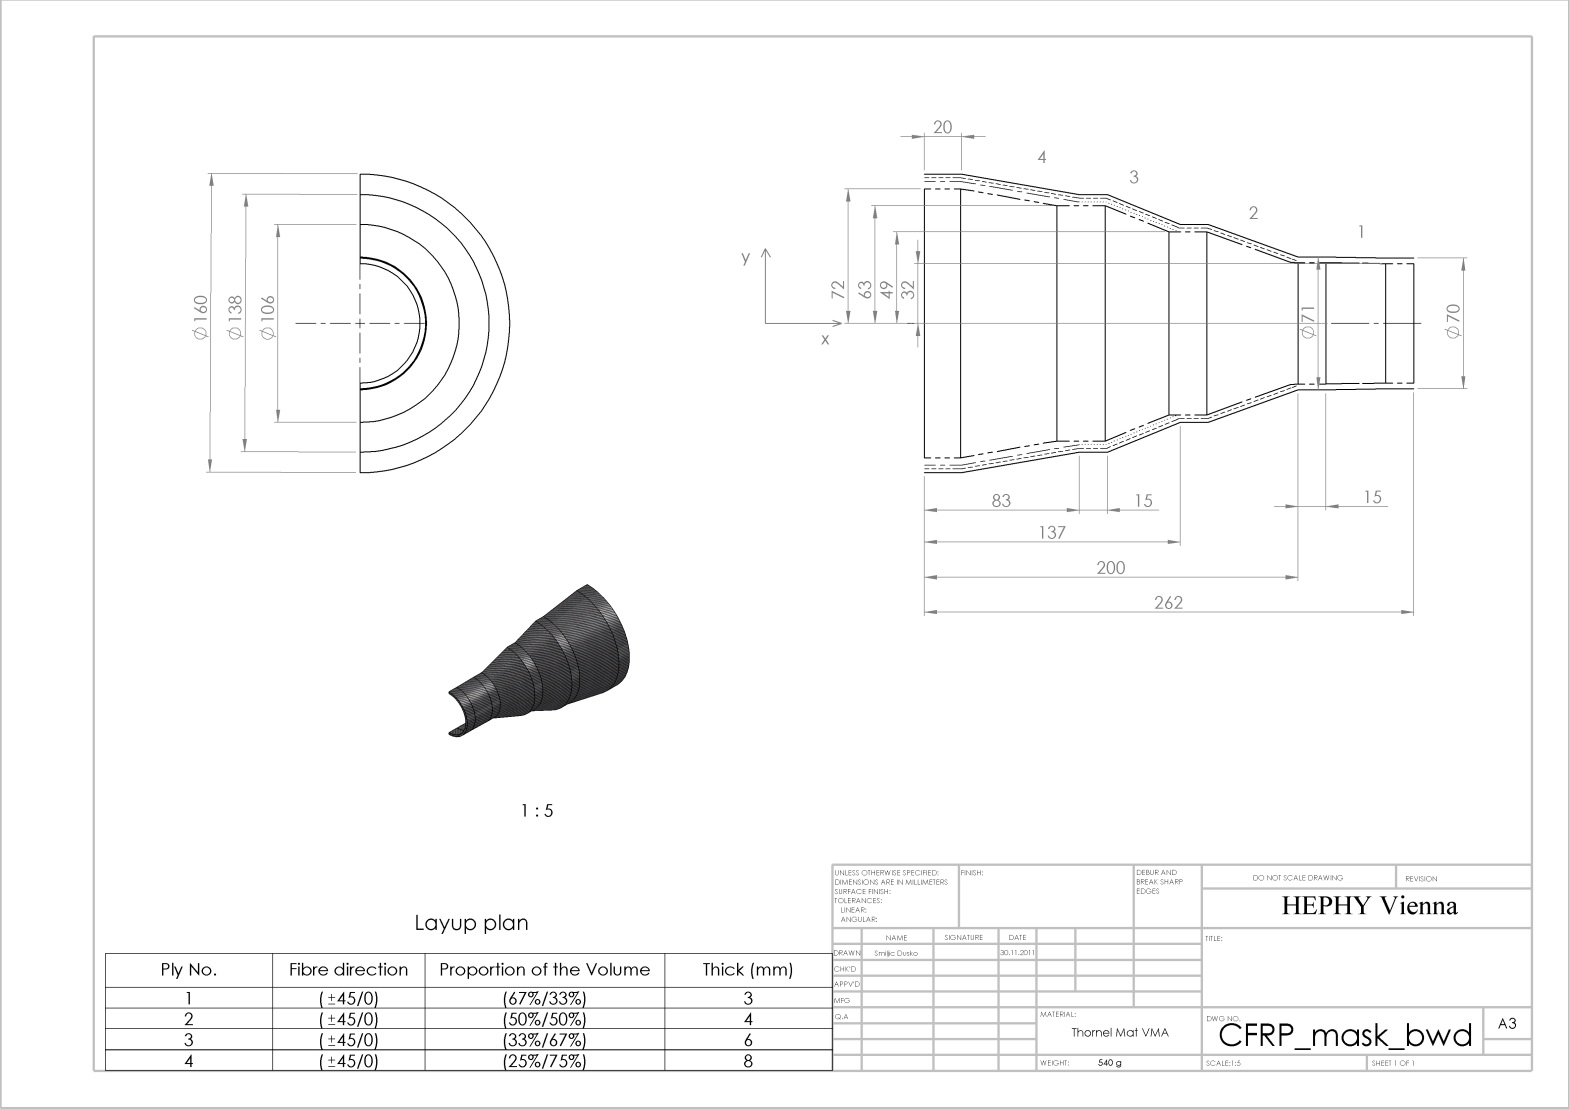 20
4
3
2
1
y
x
72
63
49
32
⌀160
⌀138
⌀106
⌀71
⌀70
83
15
15
137
200
262
1 : 5
Layup plan
Ply No. Fibre direction Proportion of the Volume Thick (mm)
1 (±45/0) (67%/33%) 3
2 (±45/0) (50%/50%) 4
3 (±45/0) (33%/67%) 6
4 (±45/0) (25%/75%) 8
UNLESS OTHERWISE SPECIFIED:
DIMENSIONS ARE IN MILLIMETERS
SURFACE FINISH:
TOLERANCES:
LINEAR:
ANGULAR:
FINISH:
DEBUR AND
BREAK SHARP
EDGES
DO NOT SCALE DRAWING
REVISION
HEPHY Vienna
NAME SIGNATURE DATE
DRAWN Smiljic Dusko 30.11.2011
CHK'D
APPV'D
MFG
Q.A
TITLE:
MATERIAL:
Thornel Mat VMA
DWG NO.
CFRP_mask_bwd
A3
WEIGHT: 540 g
SCALE:1:5
SHEET 1 OF 1